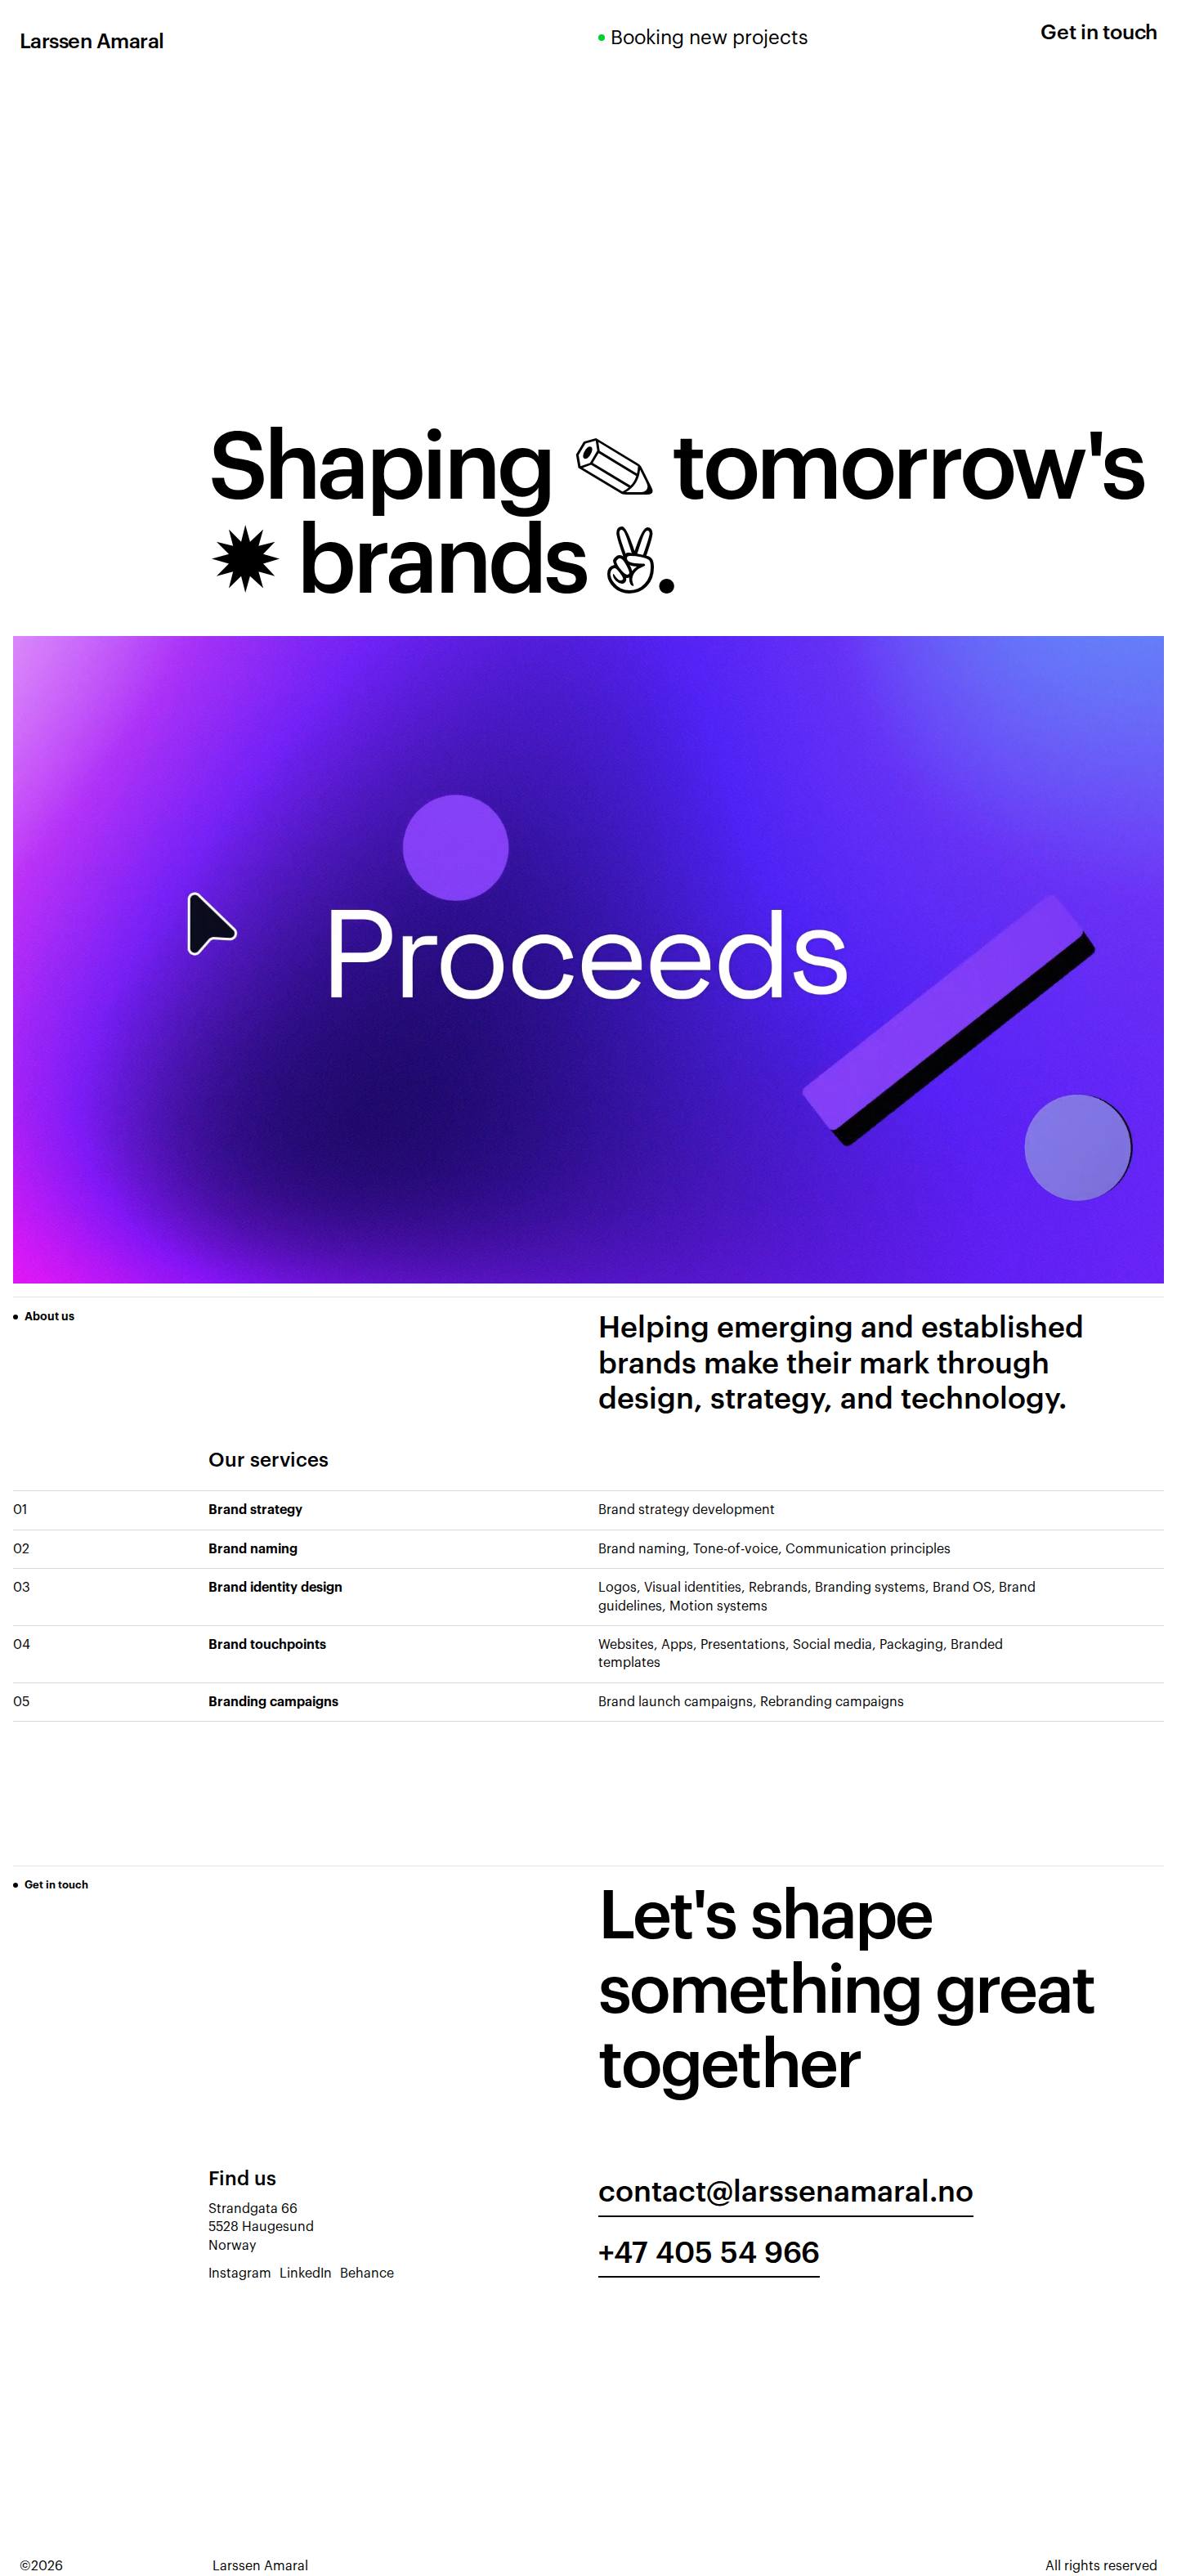 Larssen Amaral
Booking new projects
Get in touch
Shaping ✎ tomorrow's
✹ brands ✌.
Proceeds
About us
Helping emerging and established
brands make their mark through
design, strategy, and technology.
Our services
01 Brand strategy Brand strategy development
02 Brand naming Brand naming, Tone-of-voice, Communication principles
03 Brand identity design Logos, Visual identities, Rebrands, Branding systems, Brand OS, Brand
guidelines, Motion systems
04 Brand touchpoints Websites, Apps, Presentations, Social media, Packaging, Branded
templates
05 Branding campaigns Brand launch campaigns, Rebranding campaigns
Get in touch
Let's shape
something great
together
Find us
Strandgata 66
5528 Haugesund
Norway
Instagram LinkedIn Behance
contact@larssenamaral.no
+47 405 54 966
©2026 Larssen Amaral All rights reserved